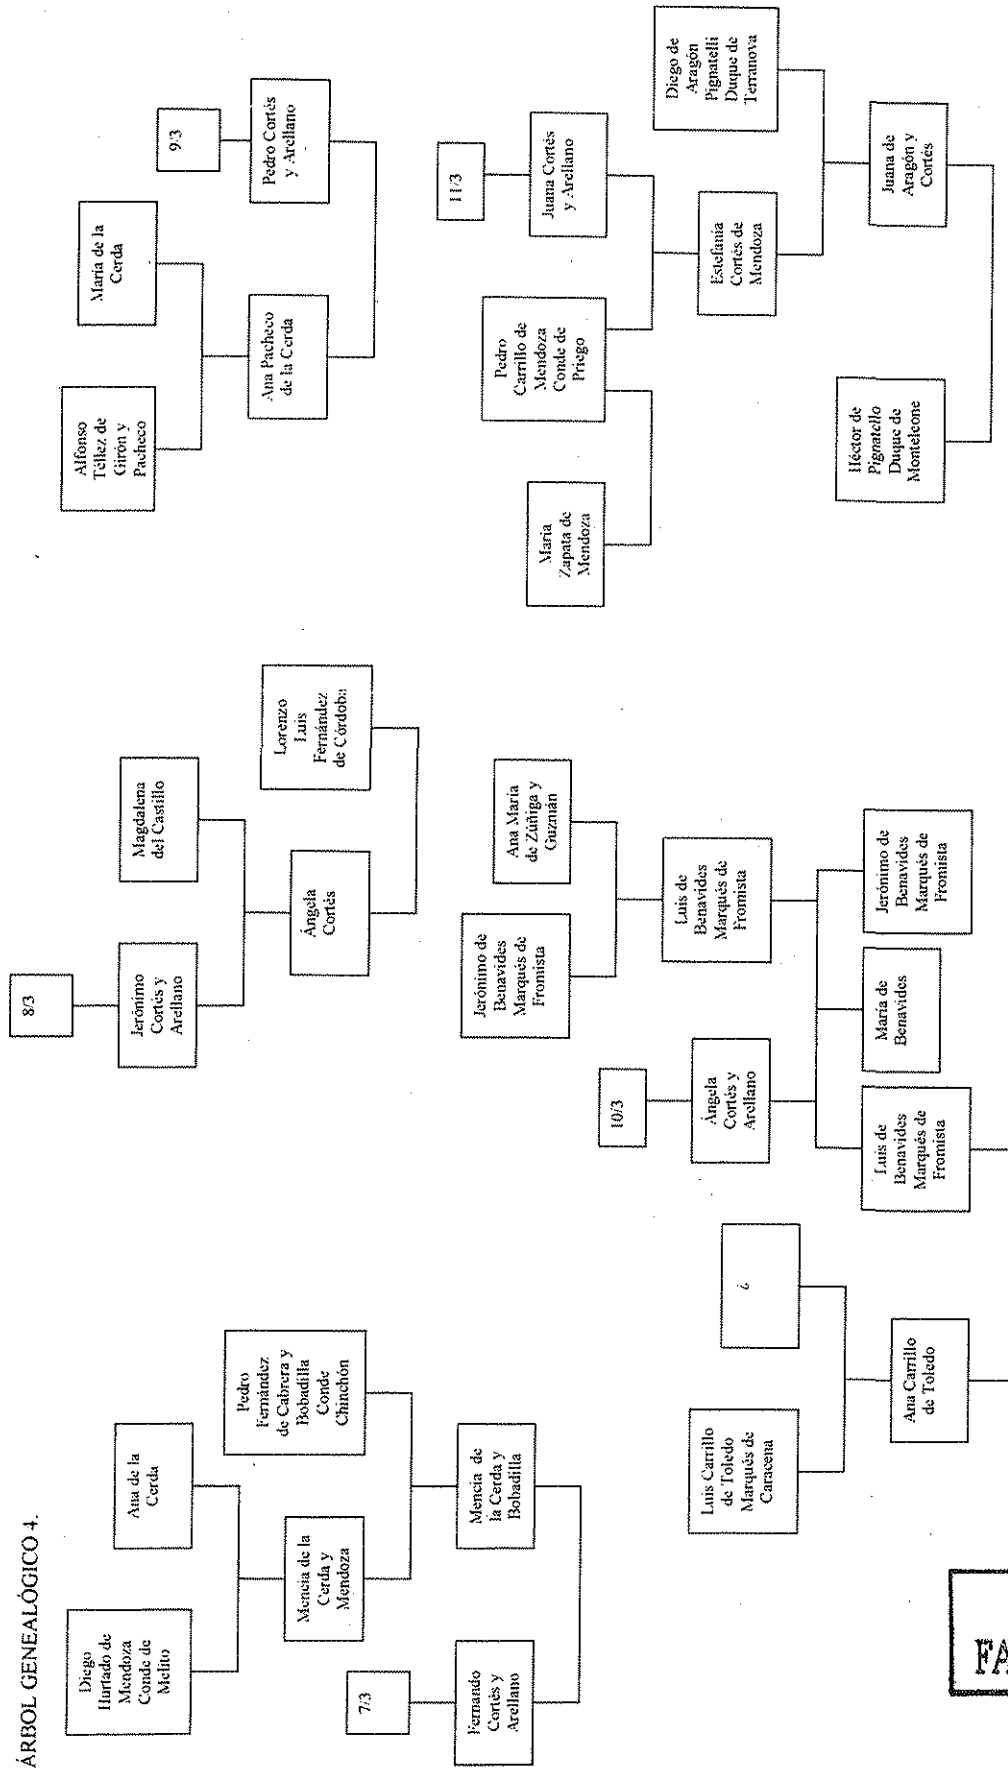 ÁRBOL GENEALÓGICO 4.
Diego
Hurtado de
Mendoza
Conde de
Melito
Ana de la
Cerda
7/3
Mencia de la
Cerda y
Mendoza
Pedro
Fernández
de Cabrera y
Bobadilla
Conde
Chinchón
Fernando
Cortés y
Arellano
Mencia de
la Cerda y
Bobadilla
8/3
Jerónimo
Cortés y
Arellano
Magdalena
del Castillo
Ángela
Cortés
Lorenzo
Luis
Fernández
de Córdoba
Alfonso
Téllez de
Girón y
Pacheco
María de la
Cerda
9/3
Ana Pacheco
de la Cerda
Pedro Cortés
y Arellano
Luis Carrillo
de Toledo
Marqués de
Caracena
¿
Ana Carrillo
de Toledo
10/3
Ángela
Cortés y
Arellano
Jerónimo de
Benavides
Marqués de
Fromista
Ana María
de Zúñiga y
Guzmán
Luis de
Benavides
Marqués de
Fromista
Luis de
Benavides
Marqués de
Fromista
María de
Benavides
Jerónimo de
Benavides
Marqués de
Fromista
11/3
María
Zapata de
Mendoza
Pedro
Carrillo de
Mendoza
Conde de
Priego
Juana Cortés
y Arellano
Estefanía
Cortés de
Mendoza
Diego de
Aragón
Pignatelli
Duque de
Terranova
Héctor de
Pignatello
Duque de
Monteleone
Juana de
Aragón y
Cortés
FA